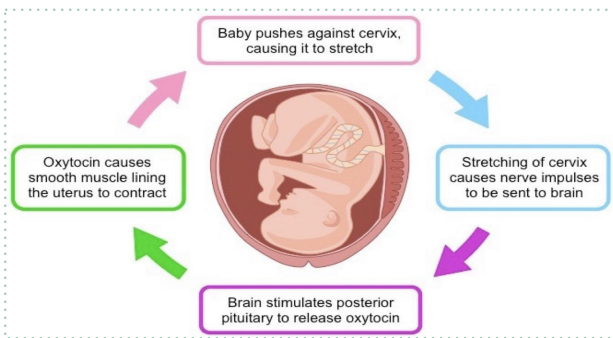 Baby pushes against cervix,
causing it to stretch
Stretching of cervix
causes nerve impulses
to be sent to brain
Brain stimulates posterior
pituitary to release oxytocin
Oxytocin causes
smooth muscle lining
the uterus to contract